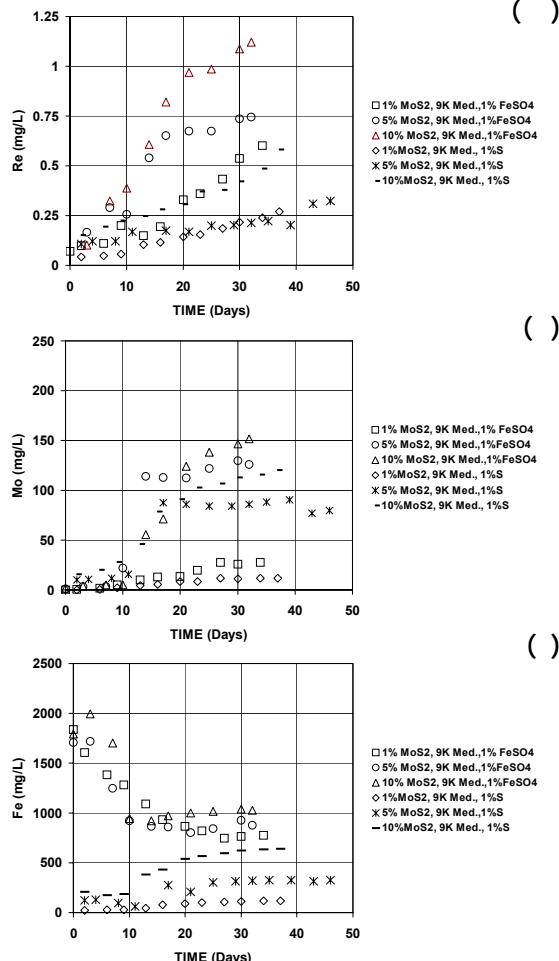 ( )
1.25
1
0.75
0.5
0.25
0
Re (mg/L)
0 10 20 30 40 50
TIME (Days)
1% MoS2, 9K Med.,1% FeSO4
5% MoS2, 9K Med.,1%FeSO4
10% MoS2, 9K Med.,1%FeSO4
1%MoS2, 9K Med., 1%S
5% MoS2, 9K Med., 1%S
10%MoS2, 9K Med., 1%S
( )
250
200
150
100
50
0
Mo (mg/L)
0 10 20 30 40 50
TIME (Days)
1% MoS2, 9K Med.,1% FeSO4
5% MoS2, 9K Med.,1%FeSO4
10% MoS2, 9K Med.,1%FeSO4
1%MoS2, 9K Med., 1%S
5% MoS2, 9K Med., 1%S
10%MoS2, 9K Med., 1%S
( )
2500
2000
1500
1000
500
0
Fe (mg/L)
0 10 20 30 40 50
TIME (Days)
1% MoS2, 9K Med.,1% FeSO4
5% MoS2, 9K Med.,1%FeSO4
10% MoS2, 9K Med.,1%FeSO4
1%MoS2, 9K Med., 1%S
5% MoS2, 9K Med., 1%S
10%MoS2, 9K Med., 1%S